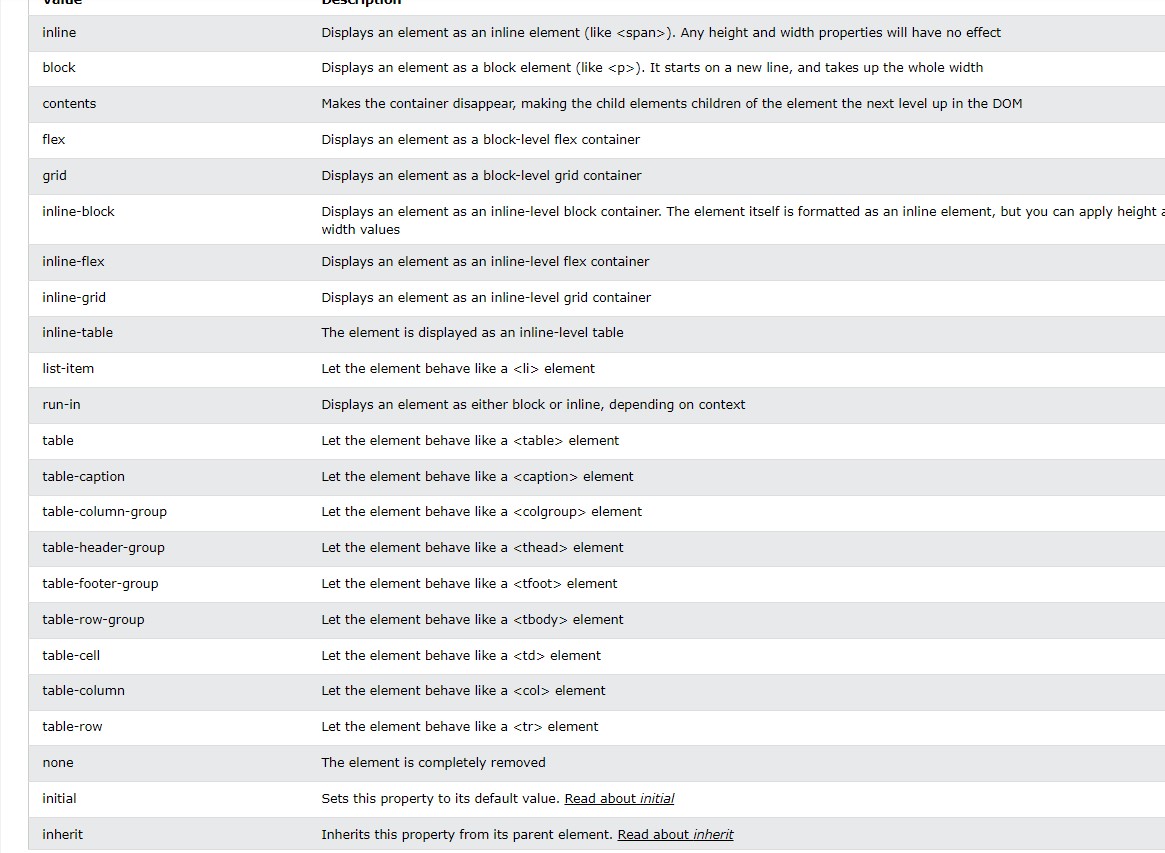 Value Description
inline Displays an element as an inline element (like <span>). Any height and width properties will have no effect
block Displays an element as a block element (like <p>). It starts on a new line, and takes up the whole width
contents Makes the container disappear, making the child elements children of the element the next level up in the DOM
flex Displays an element as a block-level flex container
grid Displays an element as a block-level grid container
inline-block Displays an element as an inline-level block container. The element itself is formatted as an inline element, but you can apply height
width values
inline-flex Displays an element as an inline-level flex container
inline-grid Displays an element as an inline-level grid container
inline-table The element is displayed as an inline-level table
list-item Let the element behave like a <li> element
run-in Displays an element as either block or inline, depending on context
table Let the element behave like a <table> element
table-caption Let the element behave like a <caption> element
table-column-group Let the element behave like a <colgroup> element
table-header-group Let the element behave like a <thead> element
table-footer-group Let the element behave like a <tfoot> element
table-row-group Let the element behave like a <tbody> element
table-cell Let the element behave like a <td> element
table-column Let the element behave like a <col> element
table-row Let the element behave like a <tr> element
none The element is completely removed
initial Sets this property to its default value. Read about initial
inherit Inherits this property from its parent element. Read about inherit